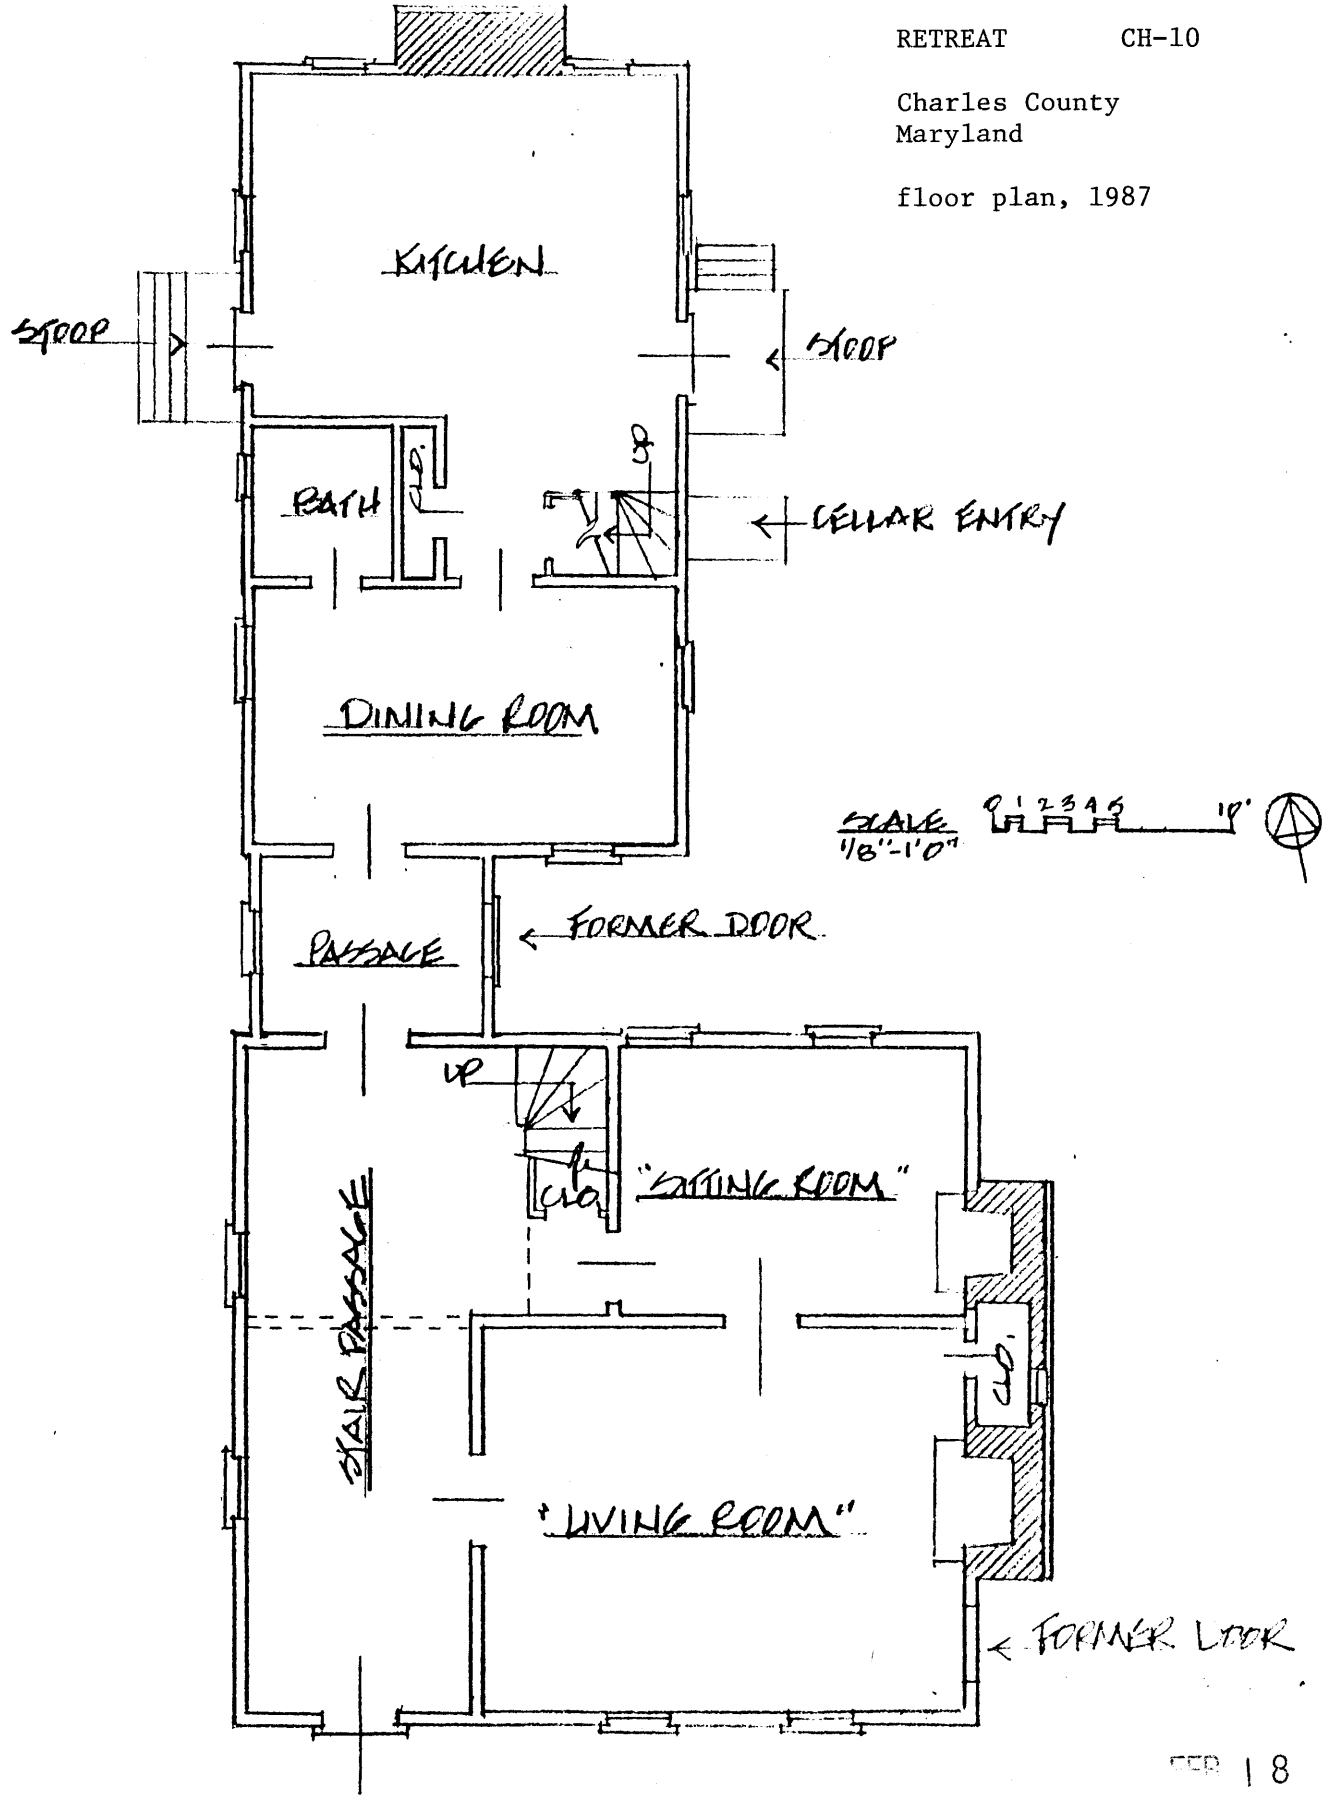 RETREAT CH-10
Charles County
Maryland
floor plan, 1987
KITCHEN
STOOP
STOOP
UP
CLO.
BATH
CELLAR ENTRY
DINING ROOM
0 1 2 3 4 5 10'
SCALE
1/8"-1'0"
FORMER DOOR
PASSAGE
UP
"SITTING ROOM"
CLO.
STAIR PASSAGE
CLO.
"LIVING ROOM"
FORMER DOOR
FEB 18